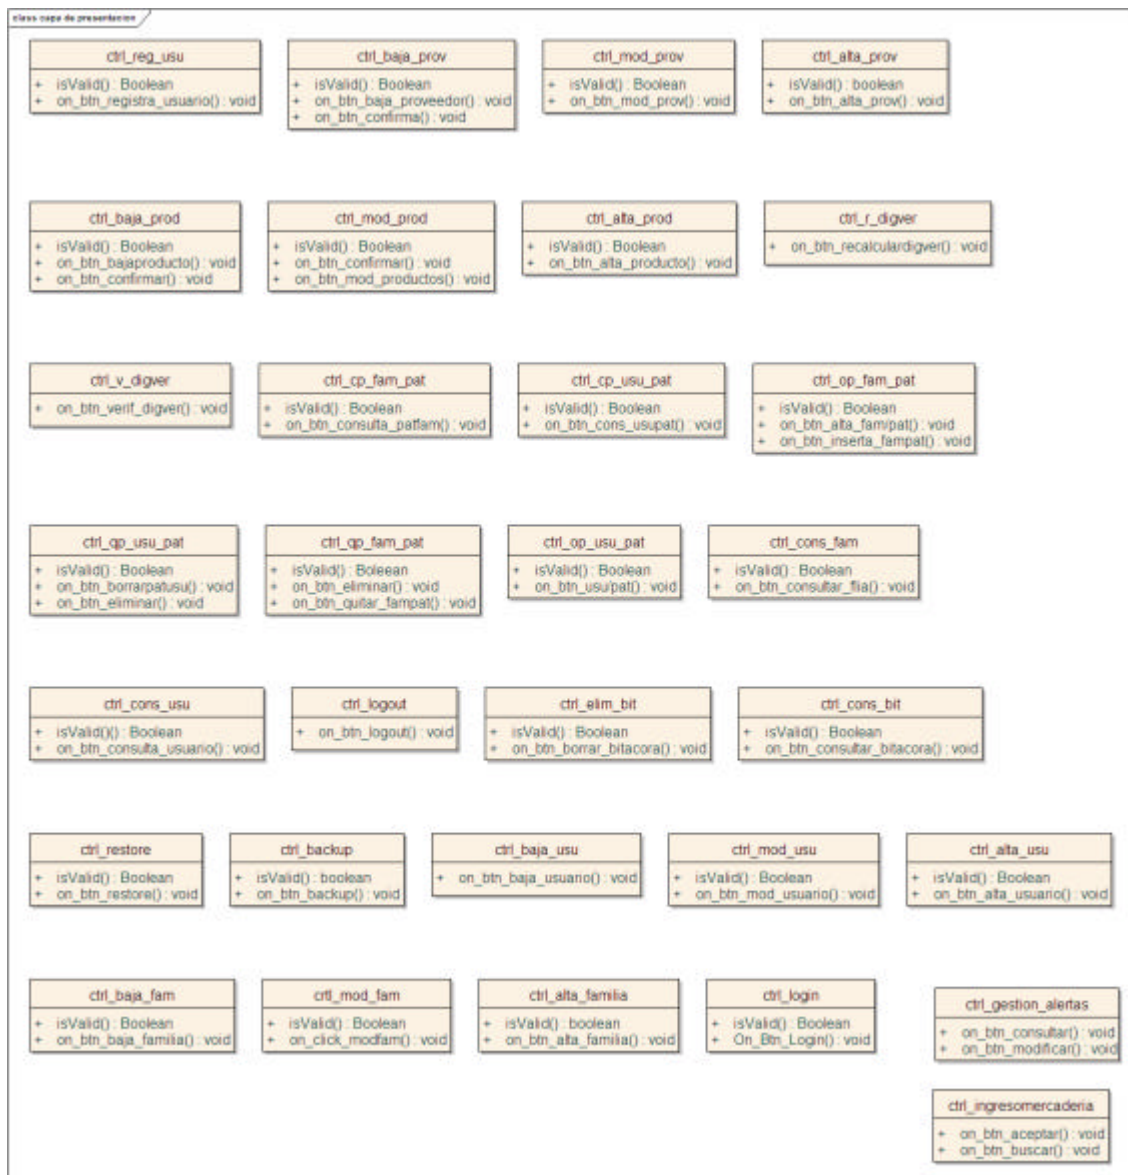 class capa de presentacion
ctrl_reg_usu
+ isValid() : Boolean
+ on_btn_registra_usuario() : void
ctrl_baja_prov
+ isValid() : Boolean
+ on_btn_baja_proveedor() : void
+ on_btn_confirma() : void
ctrl_mod_prov
+ isValid() : Boolean
+ on_btn_mod_prov() : void
ctrl_alta_prov
+ isValid() : boolean
+ on_btn_alta_prov() : void
ctrl_baja_prod
+ isValid() : Boolean
+ on_btn_bajaproducto() : void
+ on_btn_confirmar() : void
ctrl_mod_prod
+ isValid() : Boolean
+ on_btn_confirmar() : void
+ on_btn_mod_productos() : void
ctrl_alta_prod
+ isValid() : Boolean
+ on_btn_alta_producto() : void
ctrl_r_digver
+ on_btn_recalculardigver() : void
ctrl_v_digver
+ on_btn_verif_digver() : void
ctrl_cp_fam_pat
+ isValid() : Boolean
+ on_btn_consulta_patfam() : void
ctrl_cp_usu_pat
+ isValid() : Boolean
+ on_btn_cons_usupat() : void
ctrl_op_fam_pat
+ isValid() : Boolean
+ on_btn_alta_fam/pat() : void
+ on_btn_inserta_fampat() : void
ctrl_qp_usu_pat
+ isValid() : Boolean
+ on_btn_borrarpatusu() : void
+ on_btn_eliminar() : void
ctrl_qp_fam_pat
+ isValid() : Boleean
+ on_btn_eliminar() : void
+ on_btn_quitar_fampat() : void
ctrl_op_usu_pat
+ isValid() : Boolean
+ on_btn_usu/pat() : void
ctrl_cons_fam
+ isValid() : Boolean
+ on_btn_consultar_flia() : void
ctrl_cons_usu
+ isValid()() : Boolean
+ on_btn_consulta_usuario() : void
ctrl_logout
+ on_btn_logout() : void
ctrl_elim_bit
+ isValid() : Boolean
+ on_btn_borrar_bitacora() : void
ctrl_cons_bit
+ isValid() : Boolean
+ on_btn_consultar_bitacora() : void
ctrl_restore
+ isValid() : Boolean
+ on_btn_restore() : void
ctrl_backup
+ isValid() : boolean
+ on_btn_backup() : void
ctrl_baja_usu
+ on_btn_baja_usuario() : void
ctrl_mod_usu
+ isValid() : Boolean
+ on_btn_mod_usuario() : void
ctrl_alta_usu
+ isValid() : Boolean
+ on_btn_alta_usuario() : void
ctrl_baja_fam
+ isValid() : Boolean
+ on_btn_baja_familia() : void
crtl_mod_fam
+ isValid() : Boolean
+ on_click_modfam() : void
ctrl_alta_familia
+ isValid() : boolean
+ on_btn_alta_familia() : void
ctrl_login
+ isValid() : Boolean
+ On_Btn_Login() : void
ctrl_gestion_alertas
+ on_btn_consultar() : void
+ on_btn_modificar() : void
ctrl_ingresomercaderia
+ on_btn_aceptar() : void
+ on_btn_buscar() : void